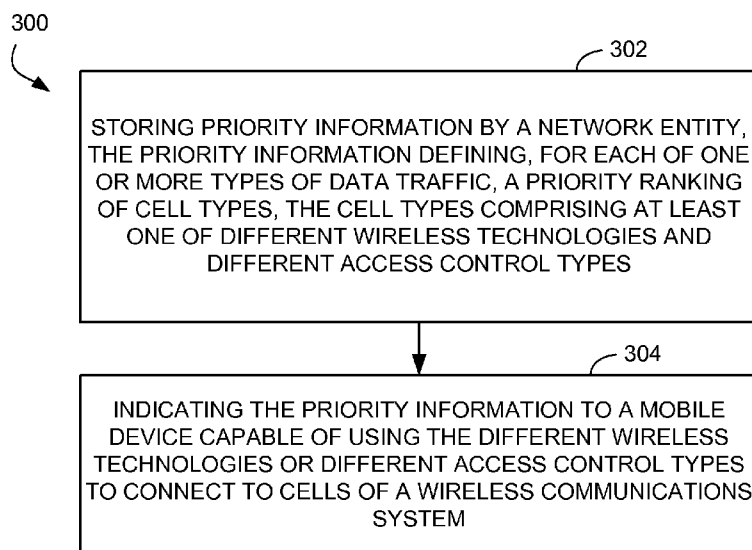 300
302
STORING PRIORITY INFORMATION BY A NETWORK ENTITY,
THE PRIORITY INFORMATION DEFINING, FOR EACH OF ONE
OR MORE TYPES OF DATA TRAFFIC, A PRIORITY RANKING
OF CELL TYPES, THE CELL TYPES COMPRISING AT LEAST
ONE OF DIFFERENT WIRELESS TECHNOLOGIES AND
DIFFERENT ACCESS CONTROL TYPES
304
INDICATING THE PRIORITY INFORMATION TO A MOBILE
DEVICE CAPABLE OF USING THE DIFFERENT WIRELESS
TECHNOLOGIES OR DIFFERENT ACCESS CONTROL TYPES
TO CONNECT TO CELLS OF A WIRELESS COMMUNICATIONS
SYSTEM